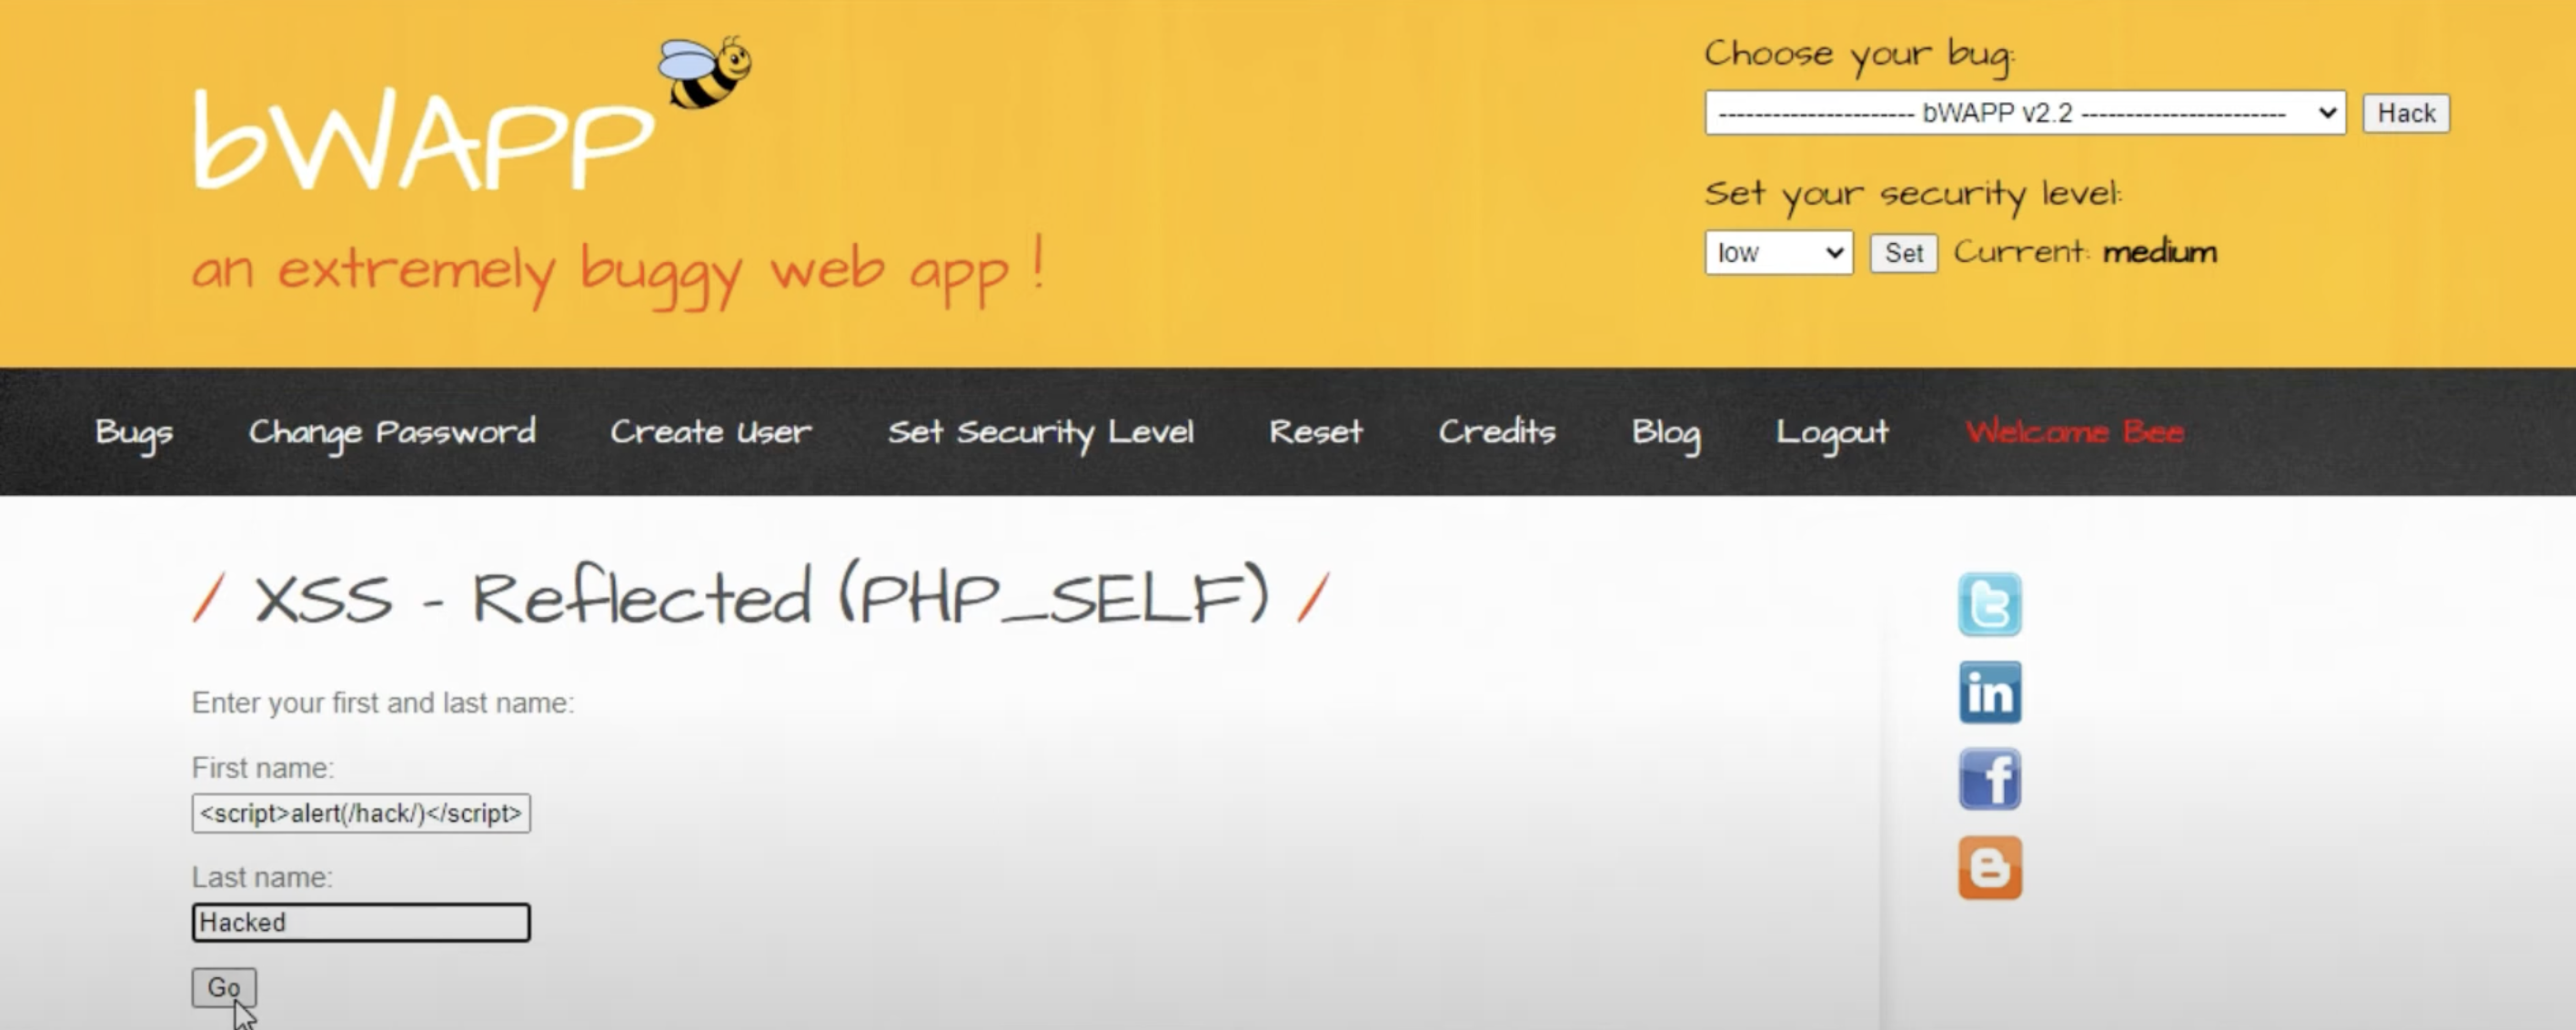 bWAPP
an extremely buggy web app !
Choose your bug:
---------------------- bWAPP v2.2 -----------------------
Hack
Set your security level:
low
Set
Current: medium
Bugs
Change Password
Create User
Set Security Level
Reset
Credits
Blog
Logout
Welcome Bee
/ XSS - Reflected (PHP_SELF) /
Enter your first and last name:
First name:
<script>alert(/hack/)</script>
Last name:
Hacked
Go
t
in
f
B